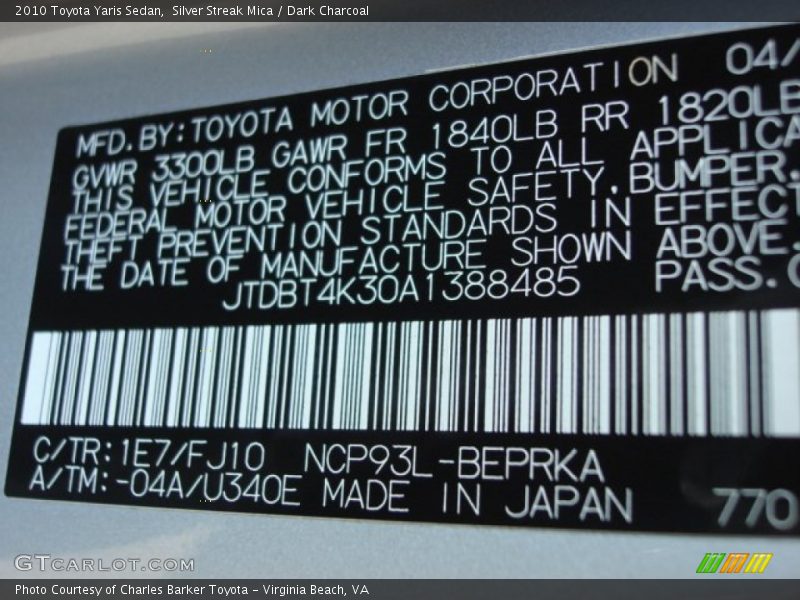 2010 Toyota Yaris Sedan,  Silver Streak Mica / Dark Charcoal
MFD. BY: TOYOTA MOTOR CORPORATION 04/
GVWR 3300LB GAWR FR 1840LB RR 1820LB
THIS VEHICLE CONFORMS TO ALL APPLICA
FEDERAL MOTOR VEHICLE SAFETY, BUMPER,
THEFT PREVENTION STANDARDS IN EFFECT
THE DATE OF MANUFACTURE SHOWN ABOVE.
JTDBT4K30A1388485 PASS.C
C/TR: 1E7/FJ10 NCP93L-BEPRKA
A/TM: -04A/U340E MADE IN JAPAN 770
GTCARLOT.COM
Photo Courtesy of Charles Barker Toyota - Virginia Beach, VA